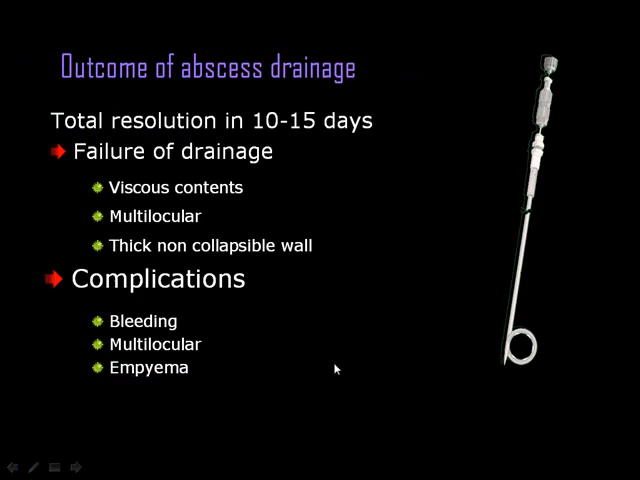 Outcome of abscess drainage
Total resolution in 10-15 days
Failure of drainage
Viscous contents
Multilocular
Thick non collapsible wall
Complications
Bleeding
Multilocular
Empyema